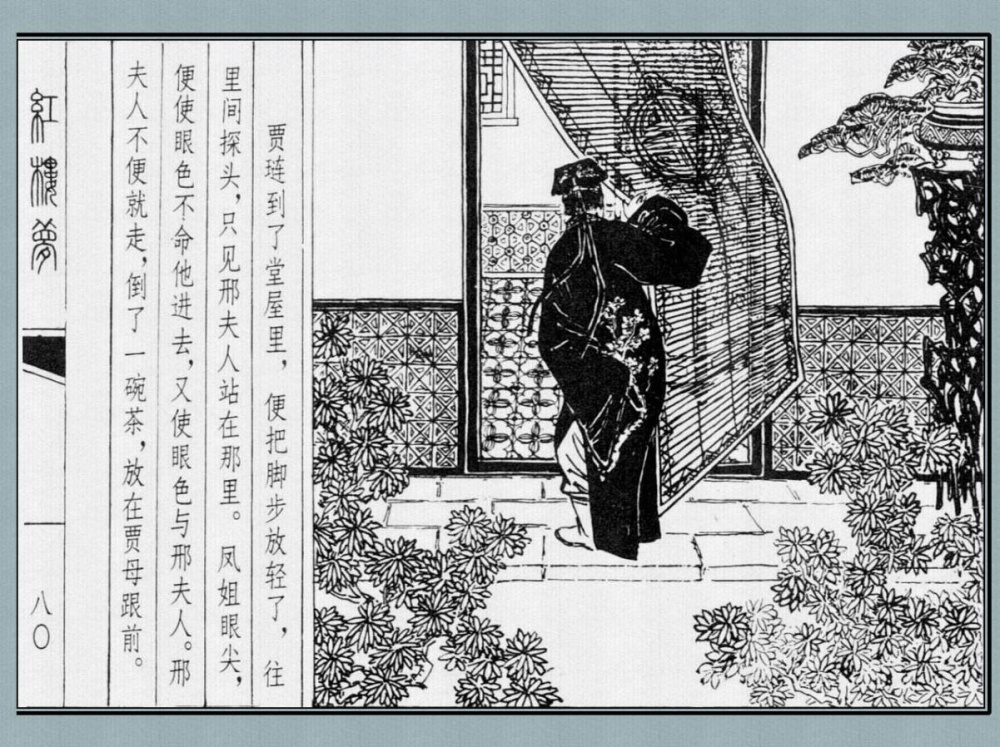 贾琏到了堂屋里，便把脚步放轻了，往
里间探头，只见邢夫人站在那里。凤姐眼尖，
便使眼色不命他进去，又使眼色与邢夫人。邢
夫人不便就走，倒了一碗茶，放在贾母跟前。
紅樓夢
八〇